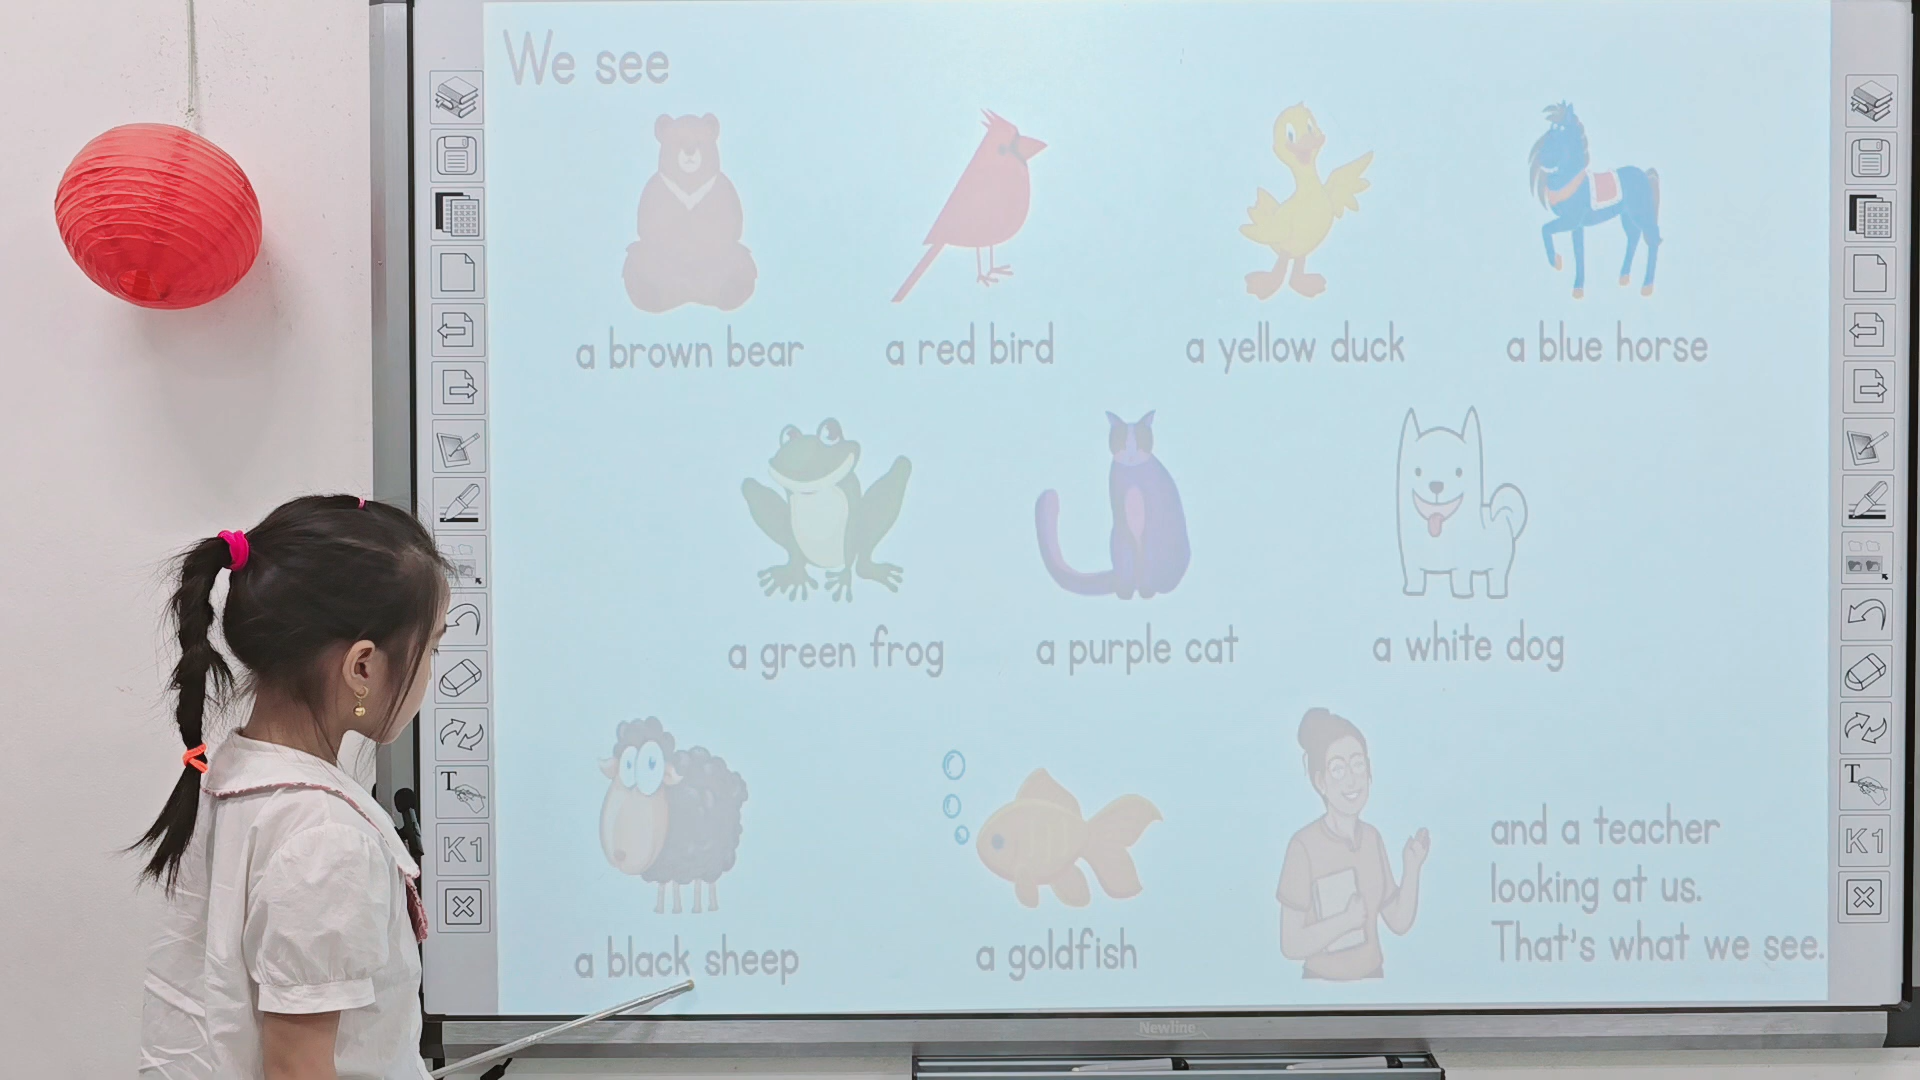 We see
a brown bear
a red bird
a yellow duck
a blue horse
a green frog
a purple cat
a white dog
a black sheep
a goldfish
and a teacher
looking at us.
That's what we see.
T
K1
T
K1
Newline